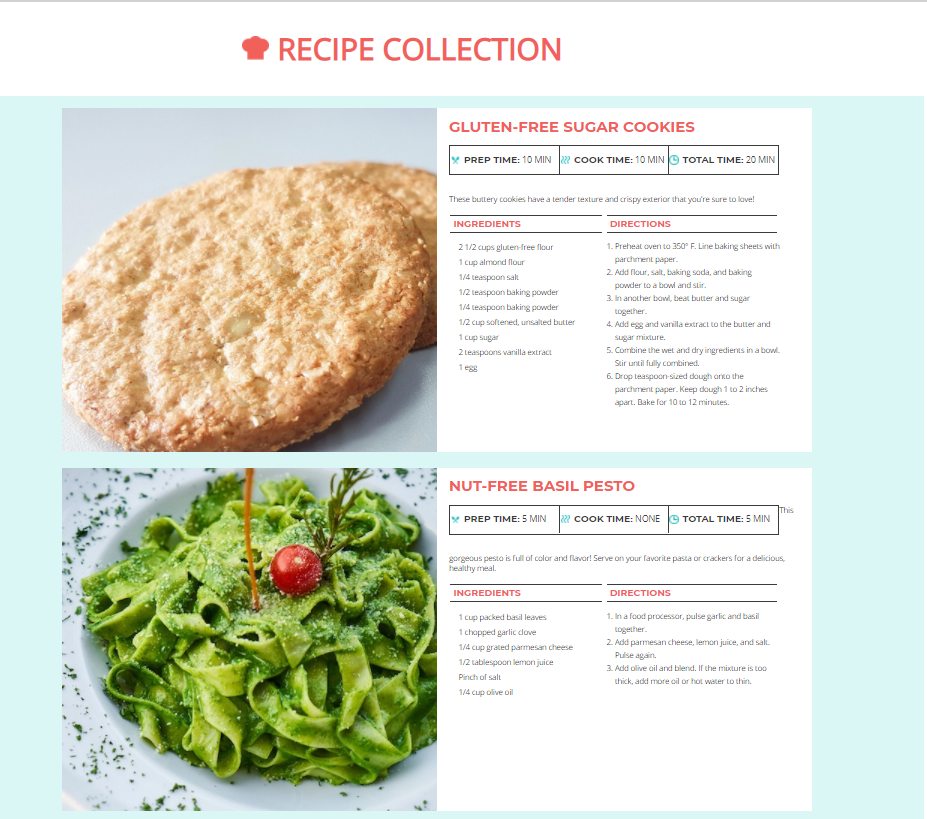 RECIPE COLLECTION
GLUTEN-FREE SUGAR COOKIES
PREP TIME: 10 MIN COOK TIME: 10 MIN TOTAL TIME: 20 MIN
These buttery cookies have a tender texture and crispy exterior that you're sure to love!
INGREDIENTS
2 1/2 cups gluten-free flour
1 cup almond flour
1/4 teaspoon salt
1/2 teaspoon baking powder
1/4 teaspoon baking powder
1/2 cup softened, unsalted butter
1 cup sugar
2 teaspoons vanilla extract
1 egg
DIRECTIONS
1. Preheat oven to 350° F. Line baking sheets with
parchment paper.
2. Add flour, salt, baking soda, and baking
powder to a bowl and stir.
3. In another bowl, beat butter and sugar
together.
4. Add egg and vanilla extract to the butter and
sugar mixture.
5. Combine the wet and dry ingredients in a bowl.
Stir until fully combined.
6. Drop teaspoon-sized dough onto the
parchment paper. Keep dough 1 to 2 inches
apart. Bake for 10 to 12 minutes.
NUT-FREE BASIL PESTO
PREP TIME: 5 MIN COOK TIME: NONE TOTAL TIME: 5 MIN This
gorgeous pesto is full of color and flavor! Serve on your favorite pasta or crackers for a delicious,
healthy meal.
INGREDIENTS
1 cup packed basil leaves
1 chopped garlic clove
1/4 cup grated parmesan cheese
1/2 tablespoon lemon juice
Pinch of salt
1/4 cup olive oil
DIRECTIONS
1. In a food processor, pulse garlic and basil
together.
2. Add parmesan cheese, lemon juice, and salt.
Pulse again.
3. Add olive oil and blend. If the mixture is too
thick, add more oil or hot water to thin.